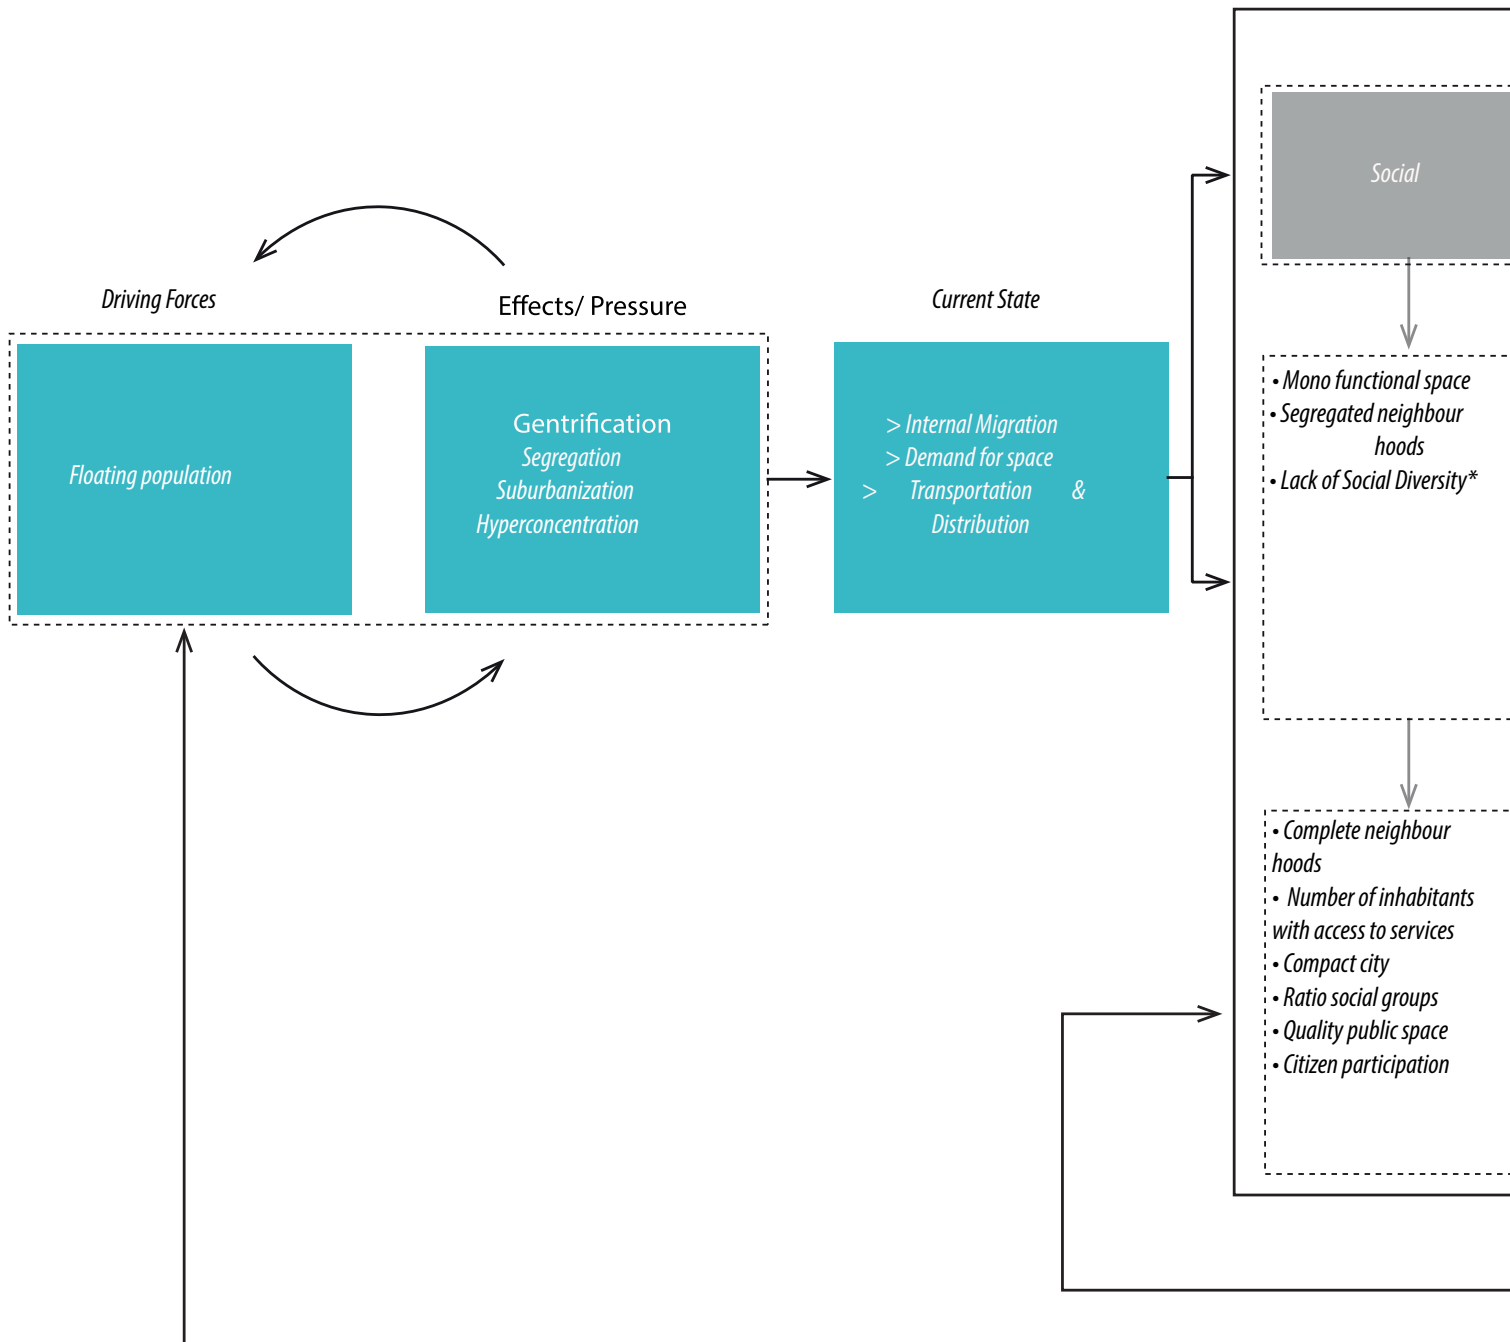 Driving Forces
Effects/ Pressure
Current State
Floating population
Gentrification
Segregation
Suburbanization
Hyperconcentration
> Internal Migration
> Demand for space
> Transportation &
Distribution
Social
• Mono functional space
• Segregated neighbour
hoods
• Lack of Social Diversity*
• Complete neighbour
hoods
• Number of inhabitants
with access to services
• Compact city
• Ratio social groups
• Quality public space
• Citizen participation